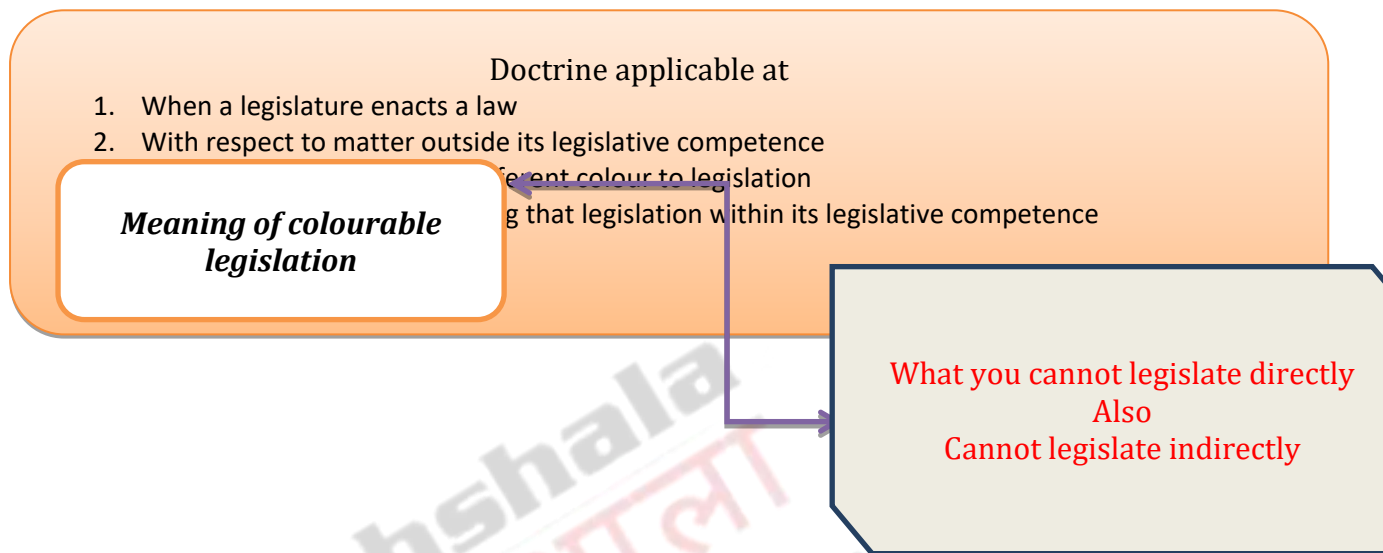 Doctrine applicable at
1. When a legislature enacts a law
2. With respect to matter outside its legislative competence
colour to legislation
that legislation within its legislative competence
Meaning of colourable
legislation
What you cannot legislate directly
Also
Cannot legislate indirectly
shala
शाला